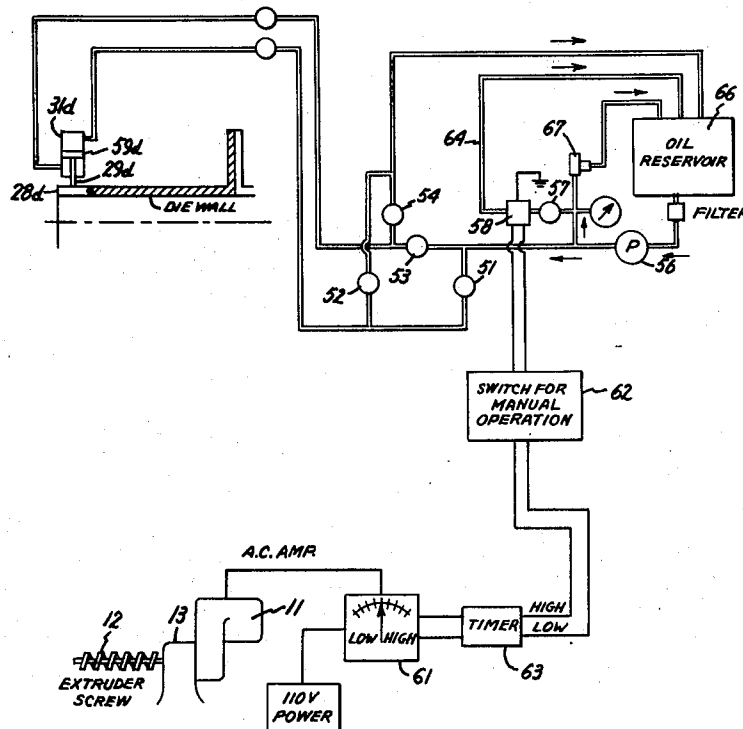 31d
59d
29d
28d
DIE WALL
64
67
66
OIL
RESERVOIR
FILTER
54
58
57
P
56
53
52
51
SWITCH FOR
MANUAL
OPERATION
62
A.C. AMP.
11
13
12
EXTRUDER
SCREW
LOW
HIGH
61
TIMER
63
HIGH
LOW
110V
POWER